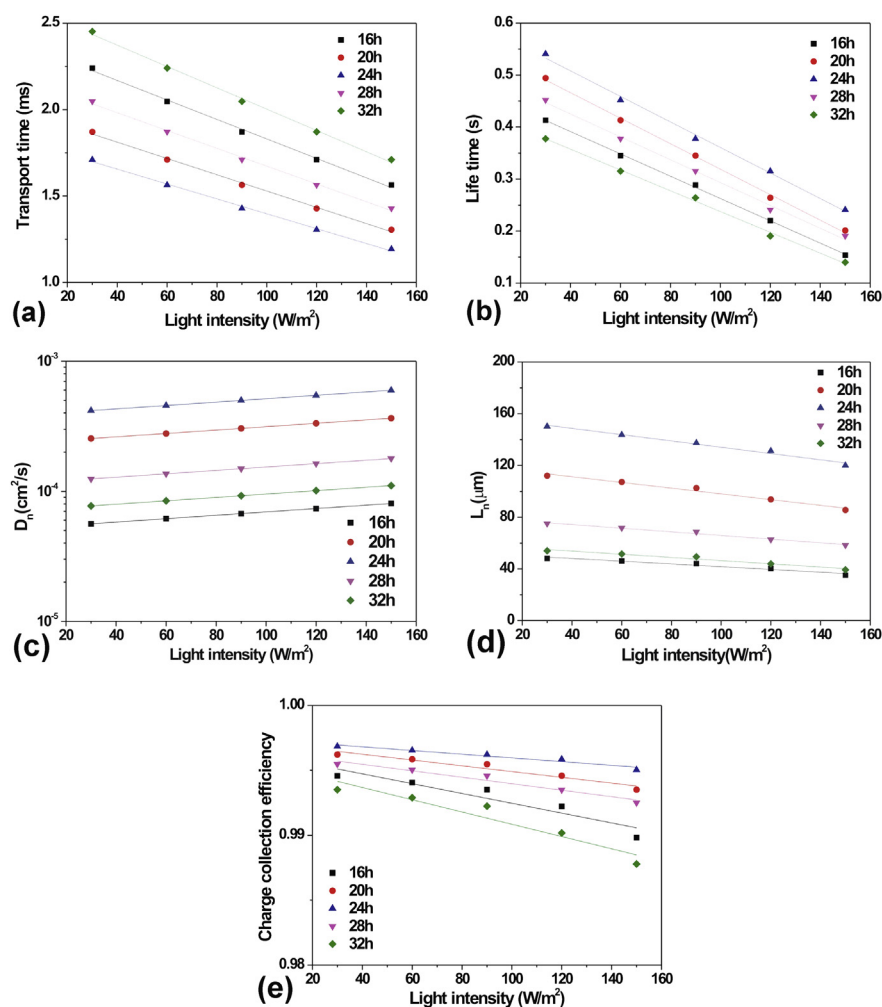 2.5
2.0
1.5
1.0
Transport time (ms)
16h
20h
24h
28h
32h
20 40 60 80 100 120 140 160
Light intensity (W/m²)
(a)
0.6
0.5
0.4
0.3
0.2
0.1
Life time (s)
16h
20h
24h
28h
32h
20 40 60 80 100 120 140 160
Light intensity (W/m²)
(b)
10⁻³
10⁻⁴
10⁻⁵
Dₙ(cm²/s)
16h
20h
24h
28h
32h
20 40 60 80 100 120 140 160
Light intensity (W/m²)
(c)
200
160
120
80
40
0
Lₙ(μm)
16h
20h
24h
28h
32h
20 40 60 80 100 120 140 160
Light intensity(W/m²)
(d)
1.00
0.99
0.98
Charge collection efficiency
16h
20h
24h
28h
32h
20 40 60 80 100 120 140 160
Light intensity (W/m²)
(e)